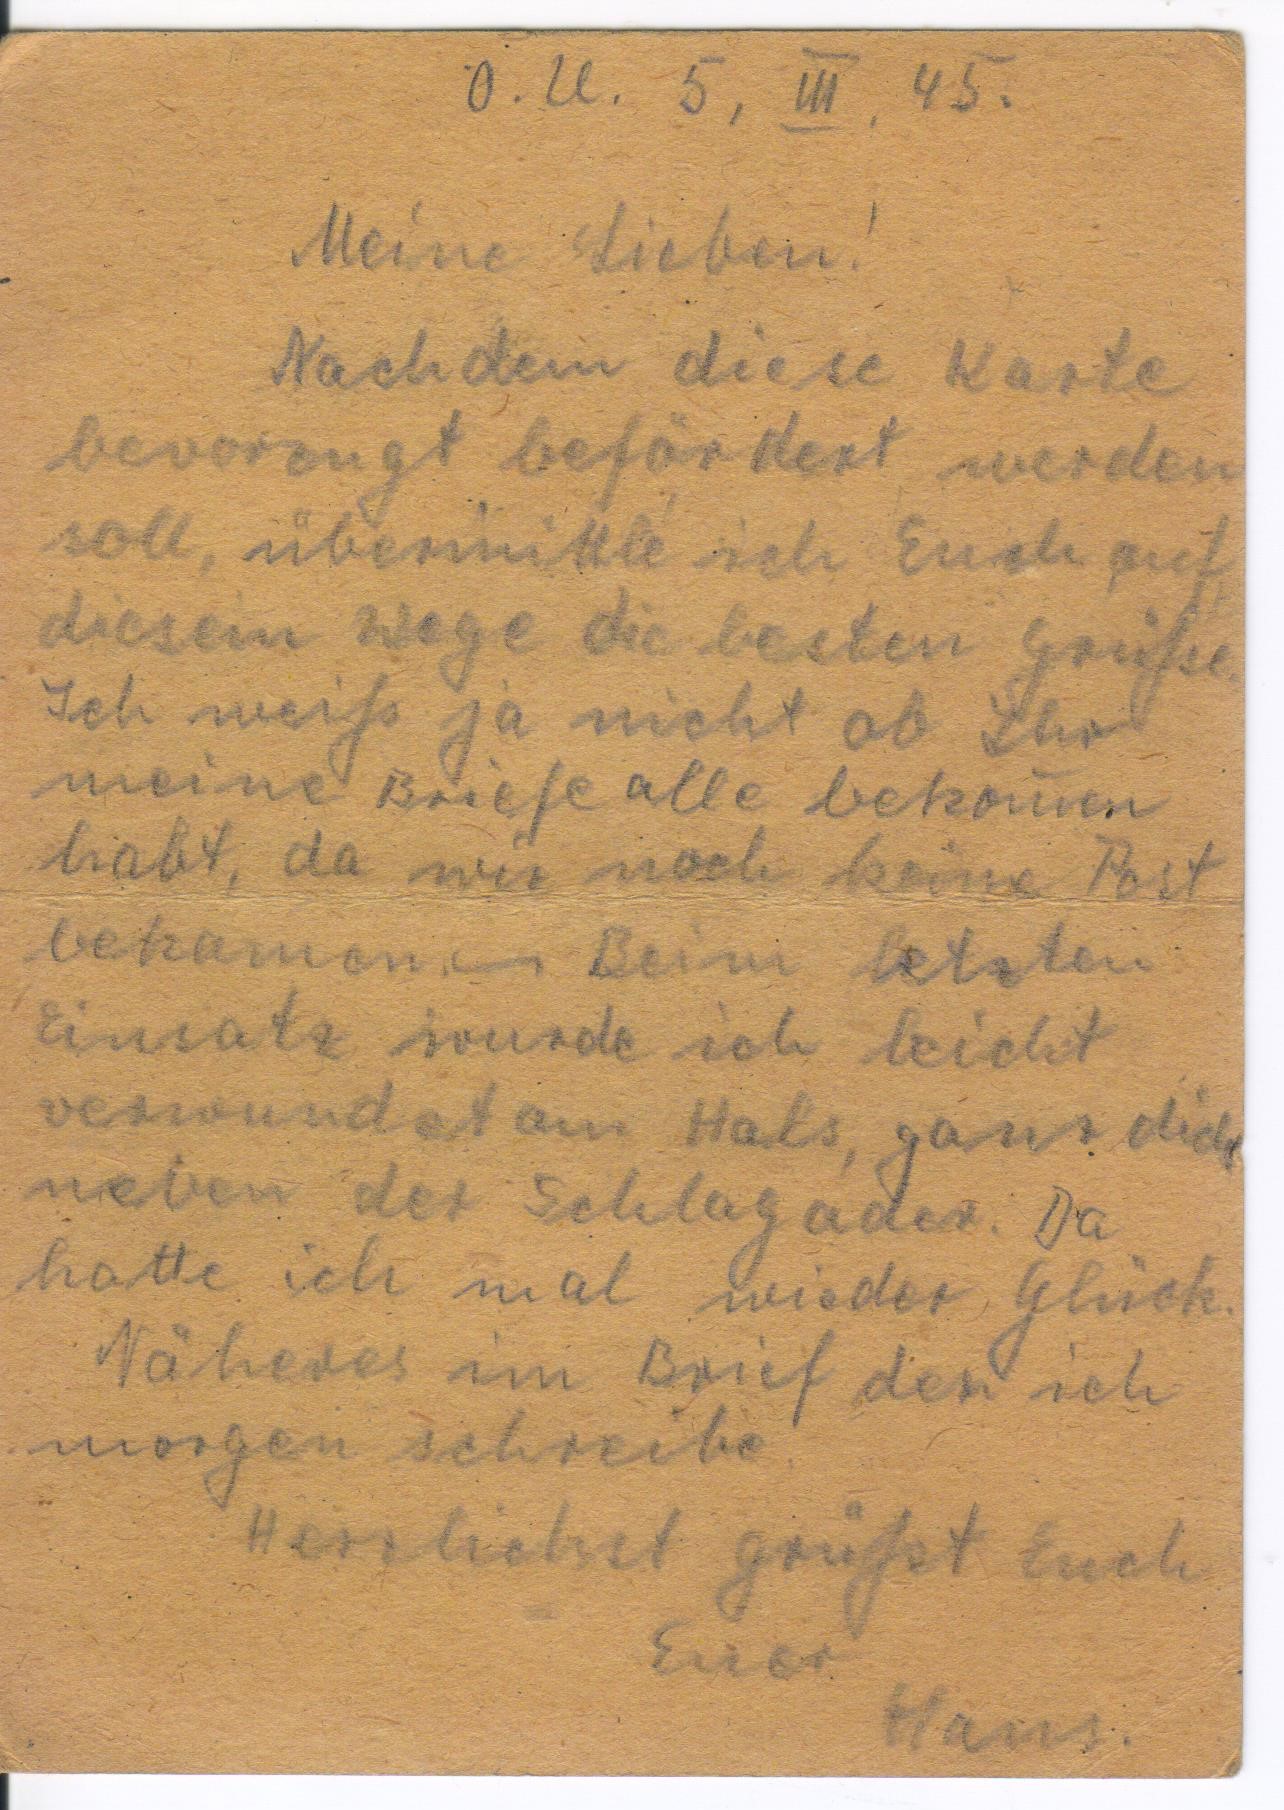 O.U. 5, III. 45.
Meine Lieben!
Nachdem diese Karte
bevorzugt befördert werden
soll, übermittle ich Euch auf
diesem Wege die besten Grüße.
Ich weiß ja nicht ob Ihr
meine Briefe alle bekom̄en
habt, da wir noch keine Post
bekamen. — Beim letzten
Einsatz wurde ich leicht
verwundet am Hals, ganz dicht
neben der Schlagader. Da
hatte ich mal wieder Glück.
Näheres im Brief den ich
morgen schreibe.
Herzlichst grüßt Euch
Euer
Hans.